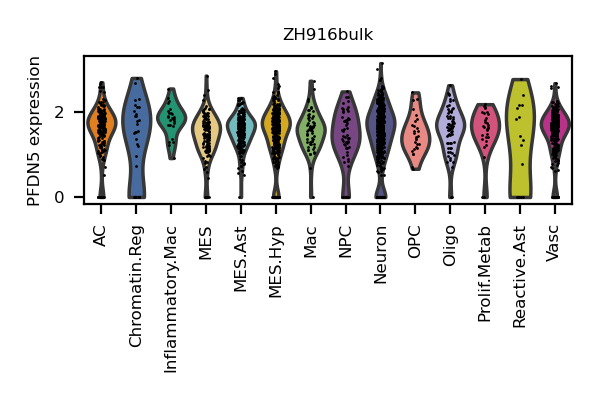 ZH916bulk
PFDN5 expression
2
0
AC
Chromatin.Reg
Inflammatory.Mac
MES
MES.Ast
MES.Hyp
Mac
NPC
Neuron
OPC
Oligo
Prolif.Metab
Reactive.Ast
Vasc